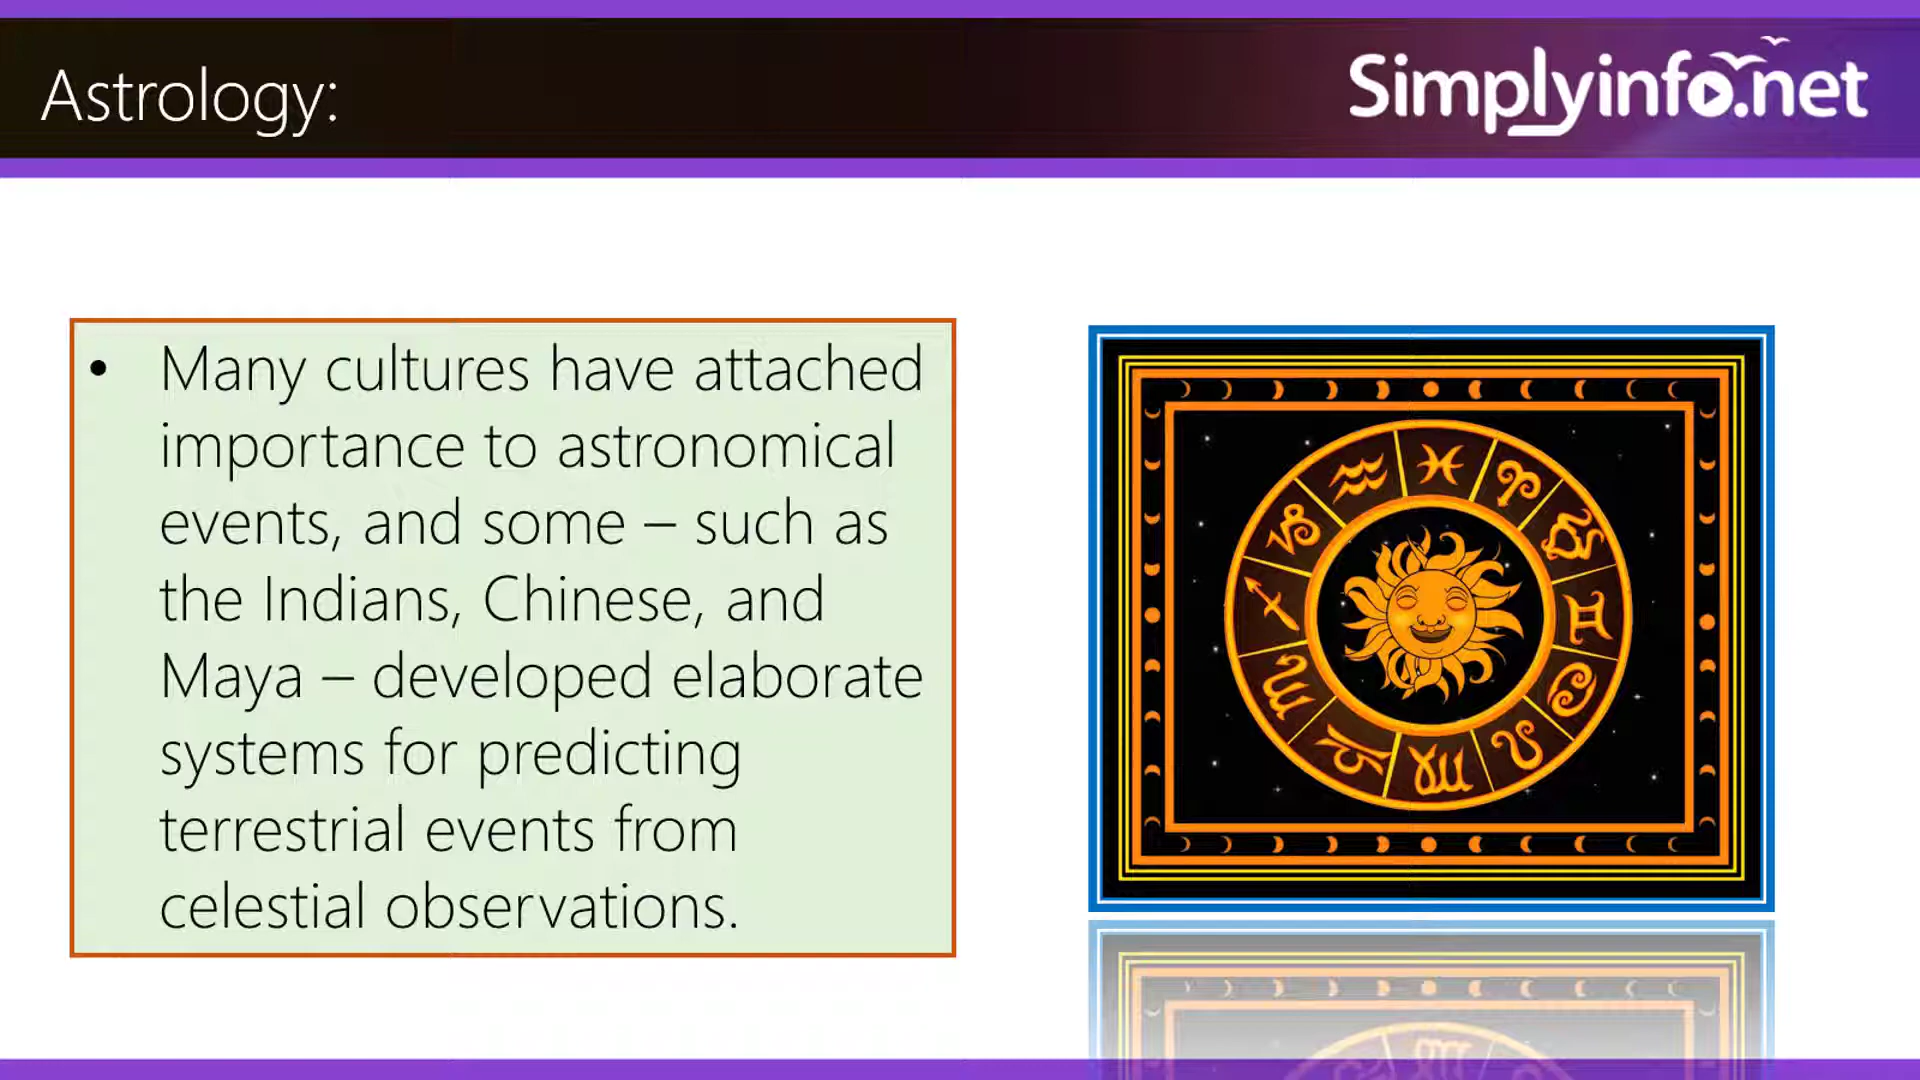 Astrology:
Simplyinfo.net
• Many cultures have attached
importance to astronomical
events, and some – such as
the Indians, Chinese, and
Maya – developed elaborate
systems for predicting
terrestrial events from
celestial observations.